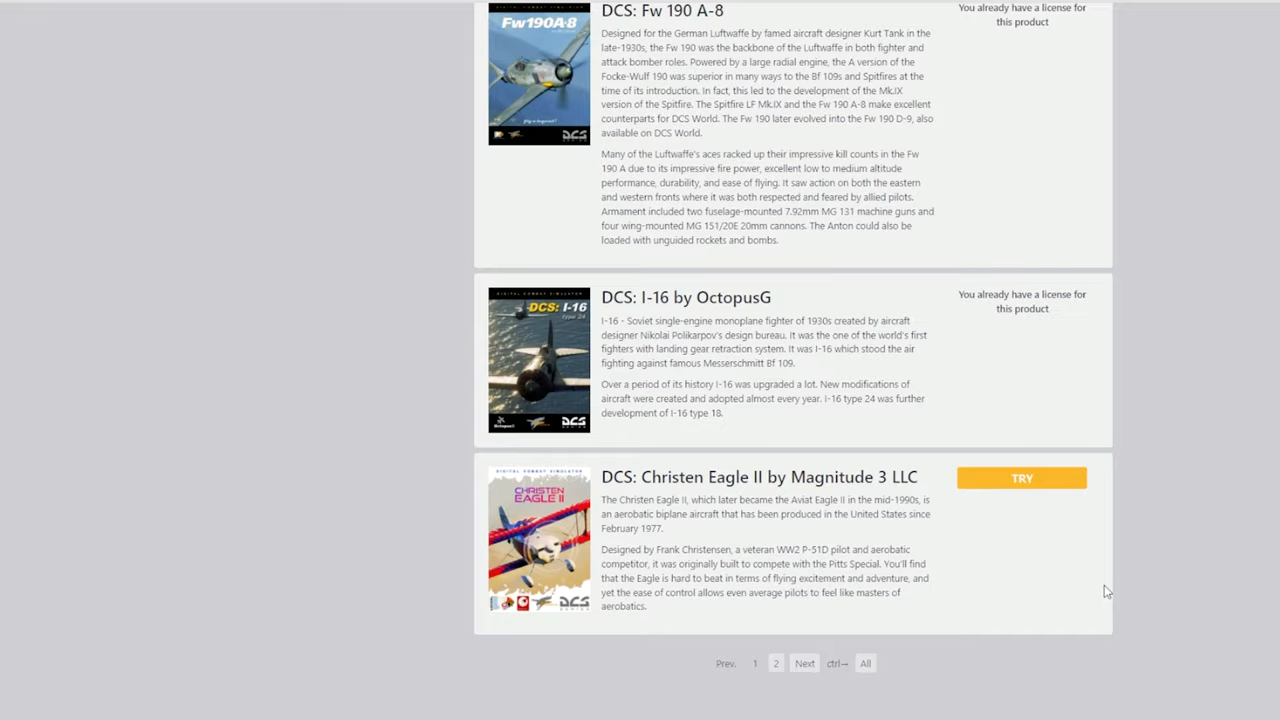 DCS: Fw 190 A-8
You already have a license for
this product
Fw190A-8
Designed for the German Luftwaffe by famed aircraft designer Kurt Tank in the
late-1930s, the Fw 190 was the backbone of the Luftwaffe in both fighter and
attack bomber roles. Powered by a large radial engine, the A version of the
Focke-Wulf 190 was superior in many ways to the Bf 109s and Spitfires at the
time of its introduction. In fact, this led to the development of the Mk.IX
version of the Spitfire. The Spitfire LF Mk.IX and the Fw 190 A-8 make excellent
counterparts for DCS World. The Fw 190 later evolved into the Fw 190 D-9, also
available on DCS World.
DCS
Many of the Luftwaffe's aces racked up their impressive kill counts in the Fw
190 A due to its impressive fire power, excellent low to medium altitude
performance, durability, and ease of flying. It saw action on both the eastern
and western fronts where it was both respected and feared by allied pilots.
Armament included two fuselage-mounted 7.92mm MG 131 machine guns and
four wing-mounted MG 151/20E 20mm cannons. The Anton could also be
loaded with unguided rockets and bombs.
DIGITAL COMBAT SIMULATOR
DCS: I-16
type 24
DCS
DCS: I-16 by OctopusG
You already have a license for
this product
I-16 - Soviet single-engine monoplane fighter of 1930s created by aircraft
designer Nikolai Polikarpov's design bureau. It was the one of the world's first
fighters with landing gear retraction system. It was I-16 which stood the air
fighting against famous Messerschmitt Bf 109.
Over a period of its history I-16 was upgraded a lot. New modifications of
aircraft were created and adopted almost every year. I-16 type 24 was further
development of I-16 type 18.
DIGITAL COMBAT SIMULATOR
CHRISTEN
EAGLE II
DCS
DCS: Christen Eagle II by Magnitude 3 LLC
TRY
The Christen Eagle II, which later became the Aviat Eagle II in the mid-1990s, is
an aerobatic biplane aircraft that has been produced in the United States since
February 1977.
Designed by Frank Christensen, a veteran WW2 P-51D pilot and aerobatic
competitor, it was originally built to compete with the Pitts Special. You'll find
that the Eagle is hard to beat in terms of flying excitement and adventure, and
yet the ease of control allows even average pilots to feel like masters of
aerobatics.
Prev. 1 2 Next ctrl→ All